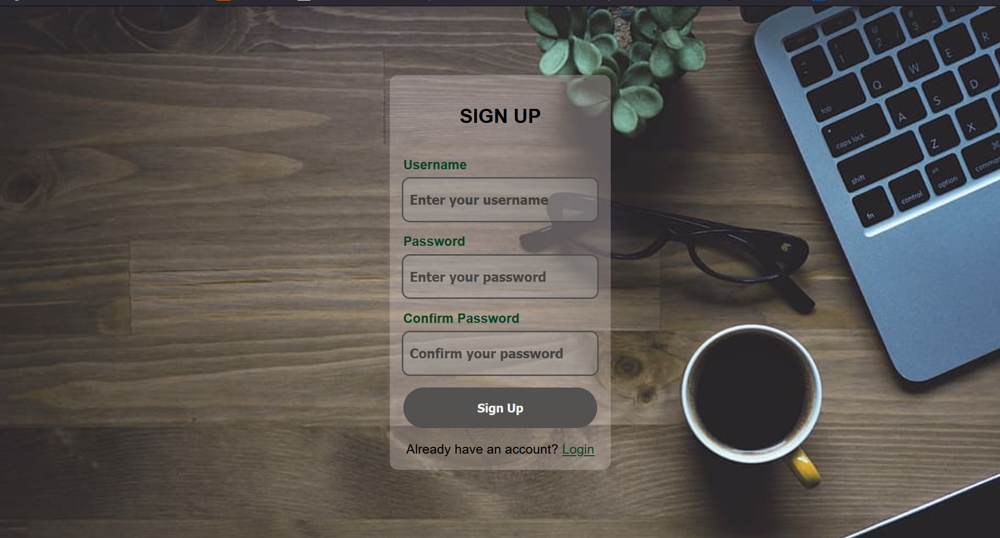 SIGN UP
Username
Enter your username
Password
Enter your password
Confirm Password
Confirm your password
Sign Up
Already have an account? Login
1
2
3
4
Q
W
E
R
tab
A
S
D
caps lock
Z
X
shift
fn
control
option